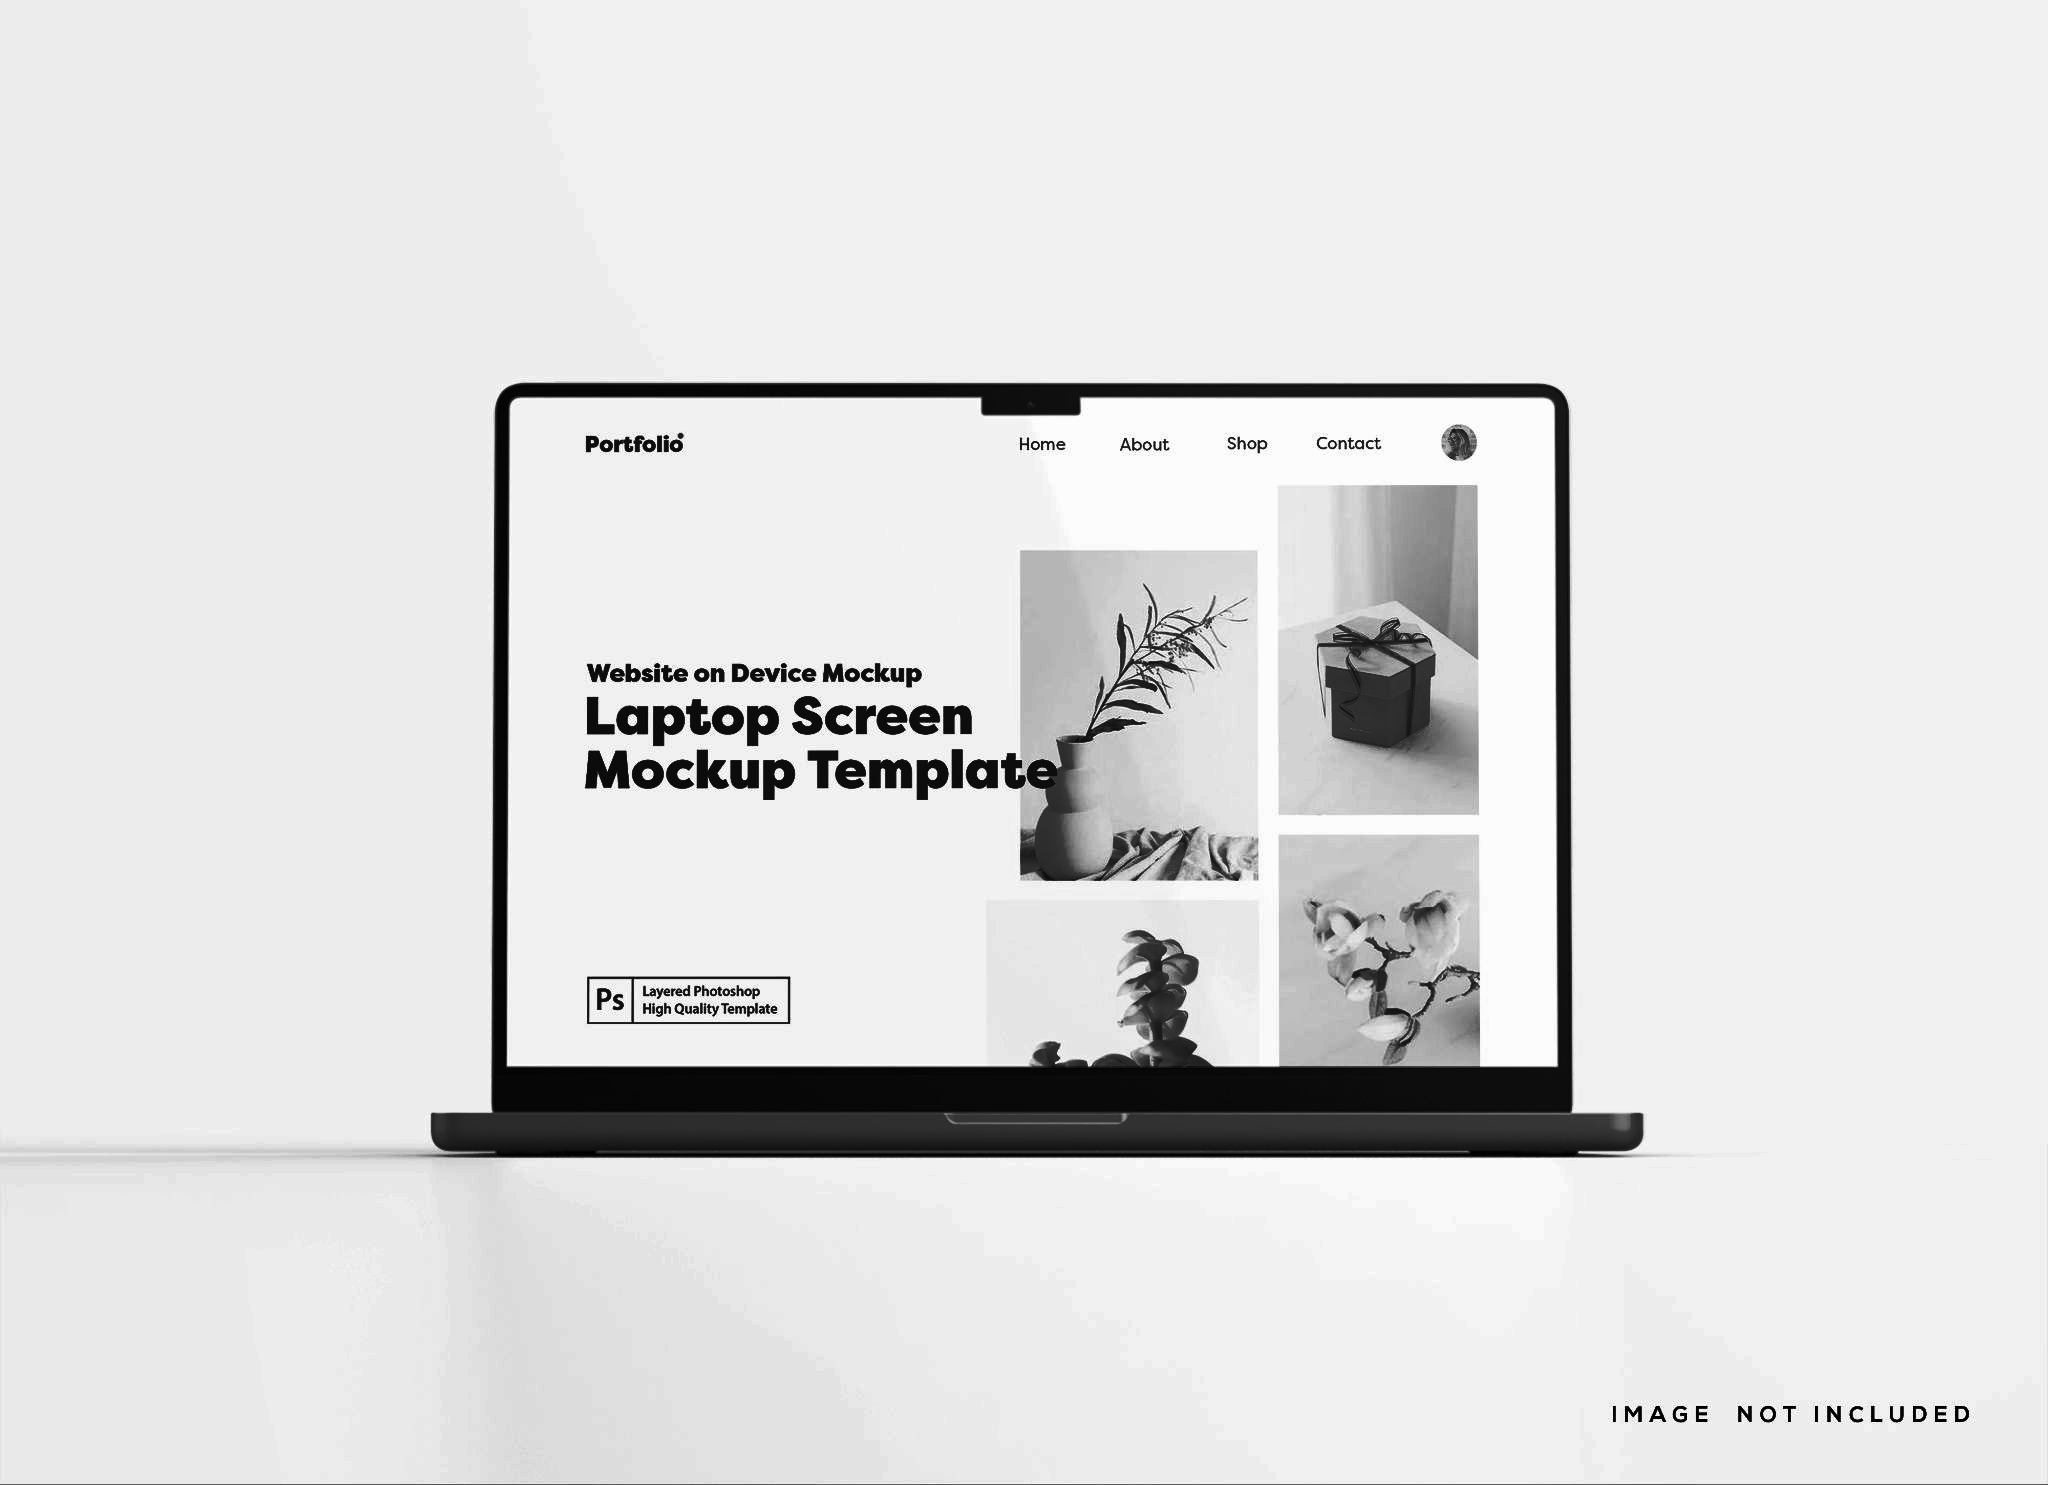 Portfolio
Home About Shop Contact
Website on Device Mockup
Laptop Screen
Mockup Template
Ps
Layered Photoshop
High Quality Template
IMAGE NOT INCLUDED